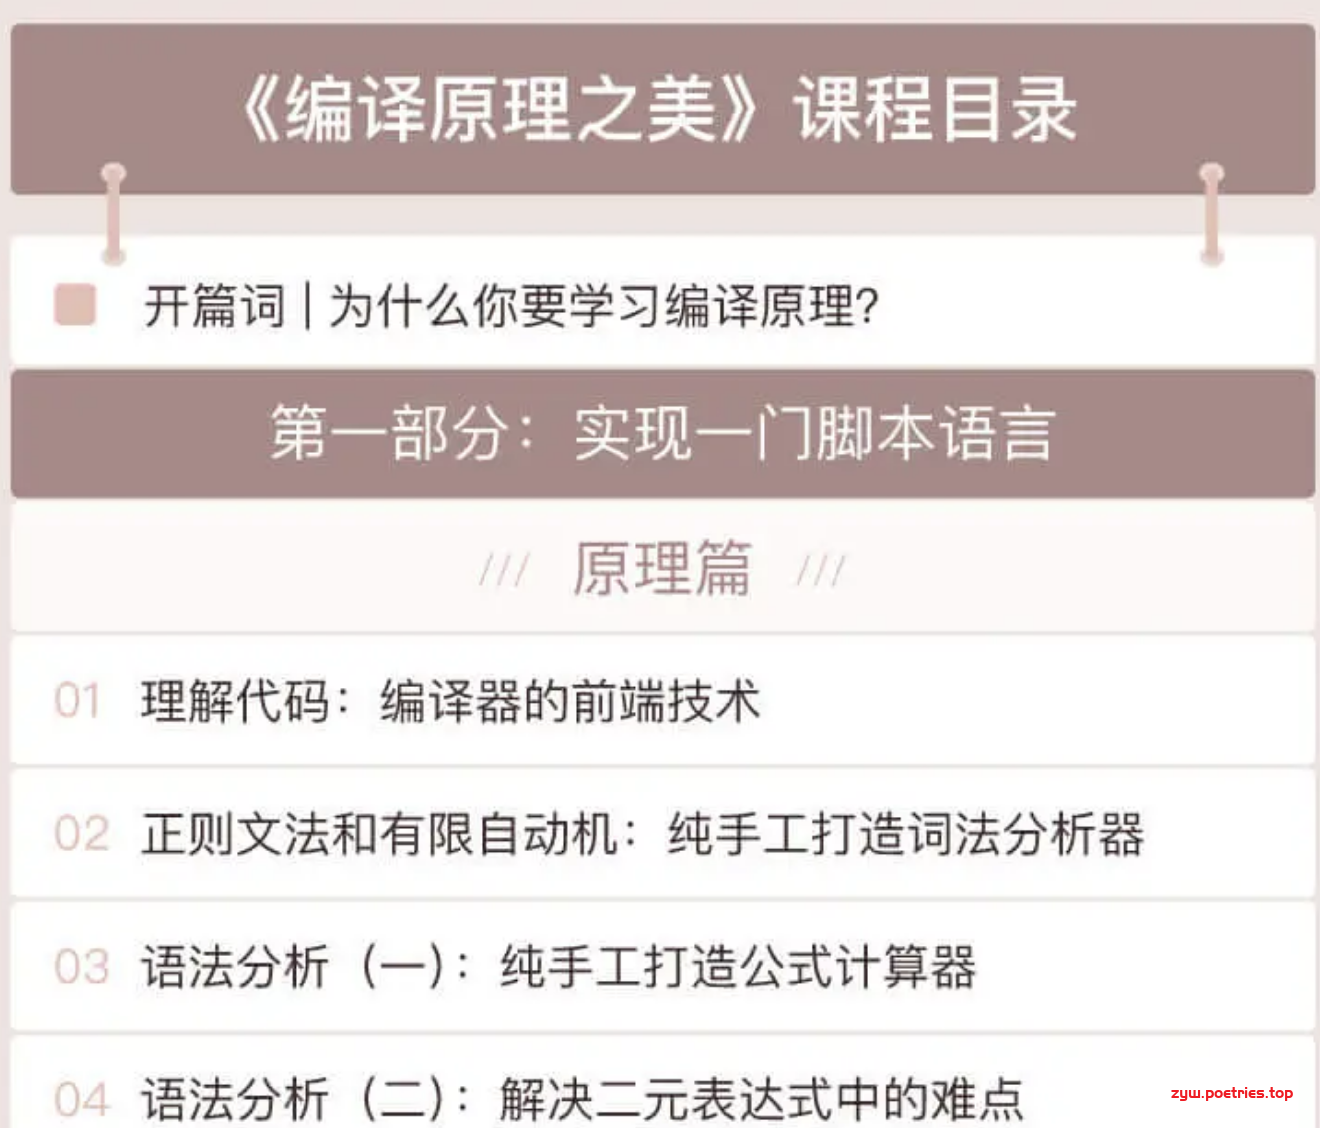 《编译原理之美》课程目录
开篇词 | 为什么你要学习编译原理?
第一部分：实现一门脚本语言
/// 原理篇 ///
01 理解代码：编译器的前端技术
02 正则文法和有限自动机：纯手工打造词法分析器
03 语法分析（一）：纯手工打造公式计算器
04 语法分析（二）：解决二元表达式中的难点
zyw.poetries.top